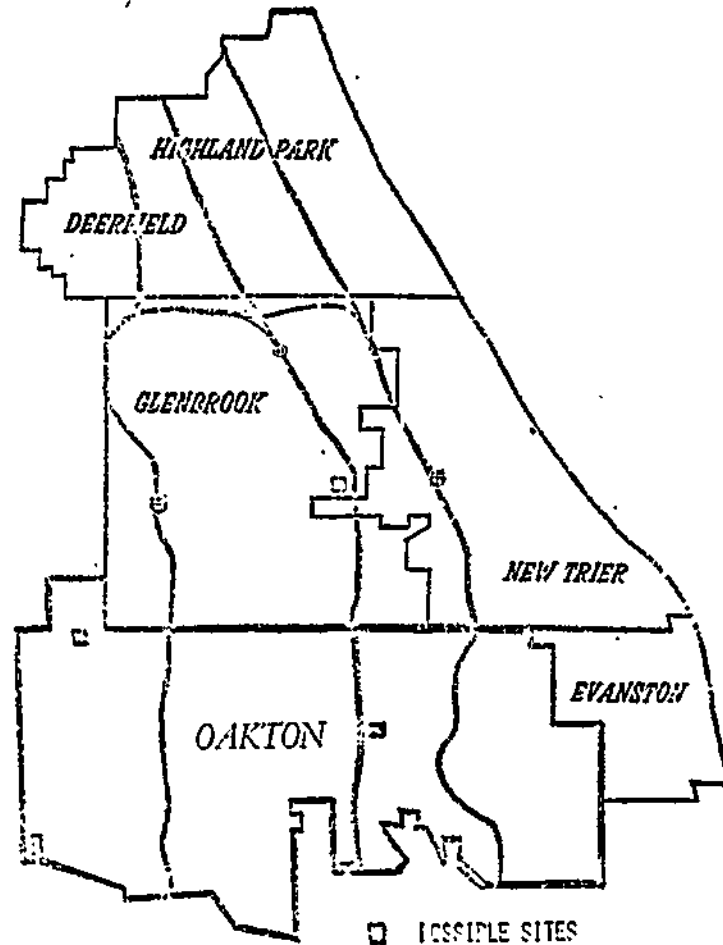 HIGHLAND PARK
DEERFIELD
GLENBROOK
NEW TRIER
EVANSTON
OAKTON
POSSIBLE SITES